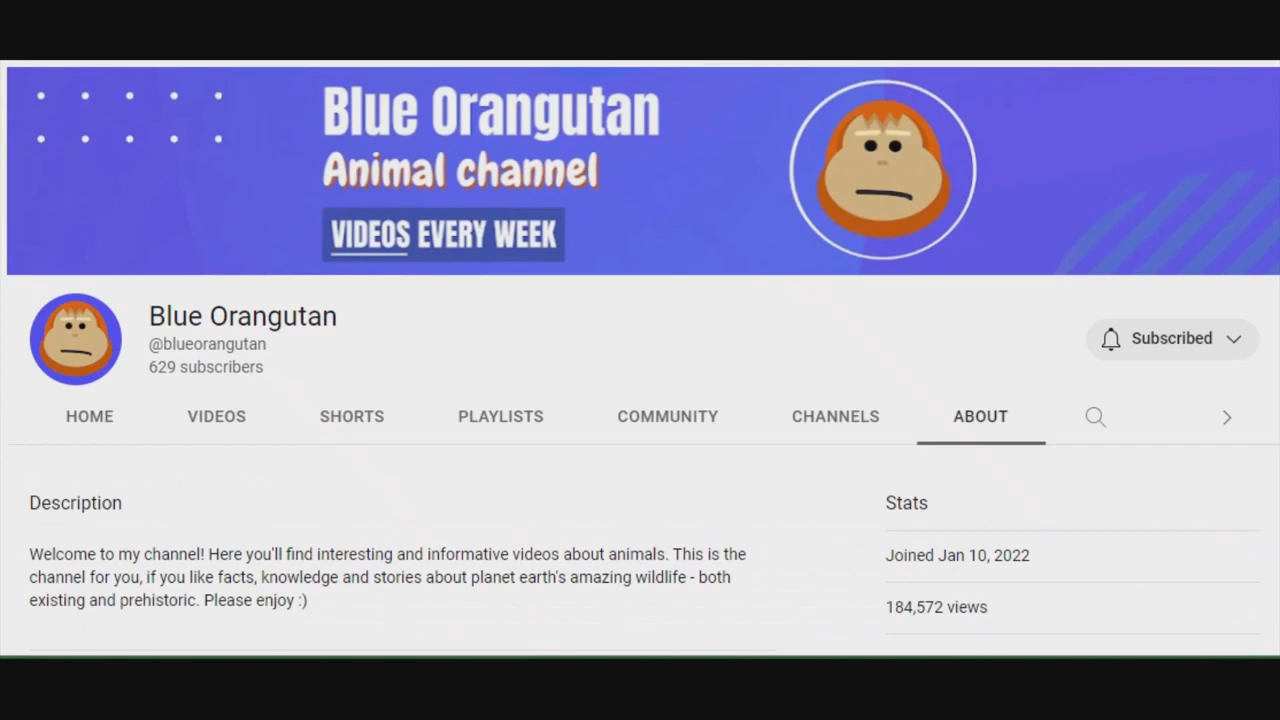 Blue Orangutan
Animal channel
VIDEOS EVERY WEEK
Blue Orangutan
@blueorangutan
629 subscribers
Subscribed
HOME VIDEOS SHORTS PLAYLISTS COMMUNITY CHANNELS ABOUT
Description
Welcome to my channel! Here you'll find interesting and informative videos about animals. This is the
channel for you, if you like facts, knowledge and stories about planet earth's amazing wildlife - both
existing and prehistoric. Please enjoy :)
Stats
Joined Jan 10, 2022
184,572 views